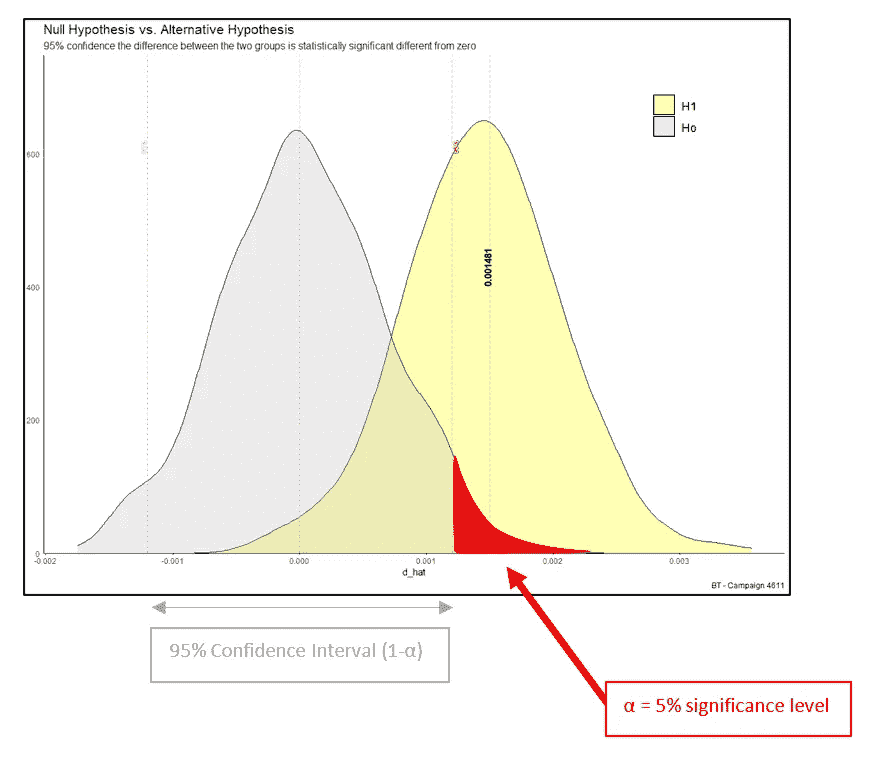 Null Hypothesis vs. Alternative Hypothesis
95% confidence the difference between the two groups is statistically significant different from zero
H1
Ho
600
400
200
0
95%
95%
0.001481
-0.002
-0.001
0.000
0.001
0.002
0.003
d_hat
BT - Campaign 4611
95% Confidence Interval (1-α)
α = 5% significance level